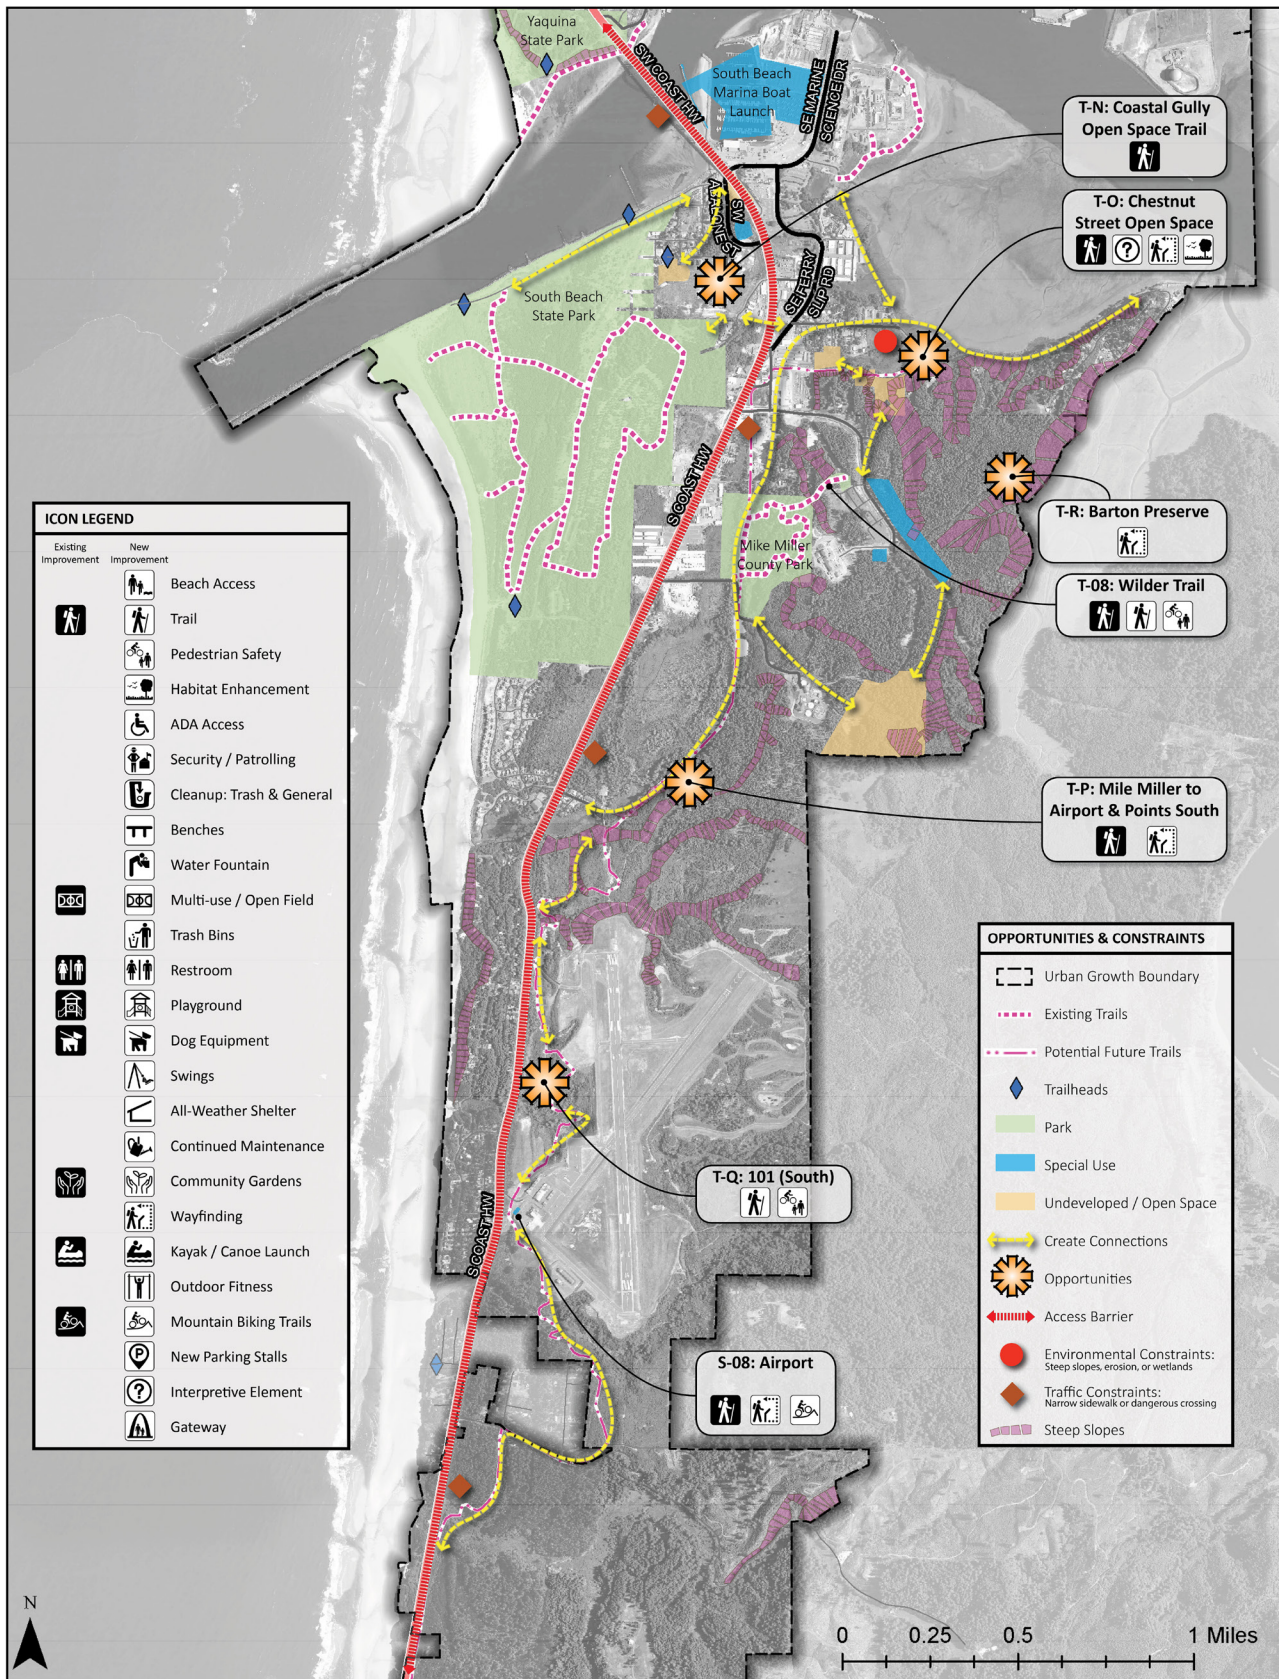 Yaquina
State Park
SW COAST HW
South Beach
Marina Boat
Launch
SE MARINE
SCIENCE DR
T-N: Coastal Gully
Open Space Trail
T-O: Chestnut
Street Open Space
ABALONE ST
SW
SE FERRY
SLIP RD
South Beach
State Park
S COAST HW
T-R: Barton Preserve
Mike Miller
County Park
T-08: Wilder Trail
T-P: Mile Miller to
Airport & Points South
T-Q: 101 (South)
S COAST HW
S-08: Airport
ICON LEGEND
Existing
Improvement
New
Improvement
Beach Access
Trail
Pedestrian Safety
Habitat Enhancement
ADA Access
Security / Patrolling
Cleanup: Trash & General
Benches
Water Fountain
Multi-use / Open Field
Trash Bins
Restroom
Playground
Dog Equipment
Swings
All-Weather Shelter
Continued Maintenance
Community Gardens
Wayfinding
Kayak / Canoe Launch
Outdoor Fitness
Mountain Biking Trails
New Parking Stalls
Interpretive Element
Gateway
OPPORTUNITIES & CONSTRAINTS
Urban Growth Boundary
Existing Trails
Potential Future Trails
Trailheads
Park
Special Use
Undeveloped / Open Space
Create Connections
Opportunities
Access Barrier
Environmental Constraints:
Steep slopes, erosion, or wetlands
Traffic Constraints:
Narrow sidewalk or dangerous crossing
Steep Slopes
N
0 0.25 0.5 1 Miles